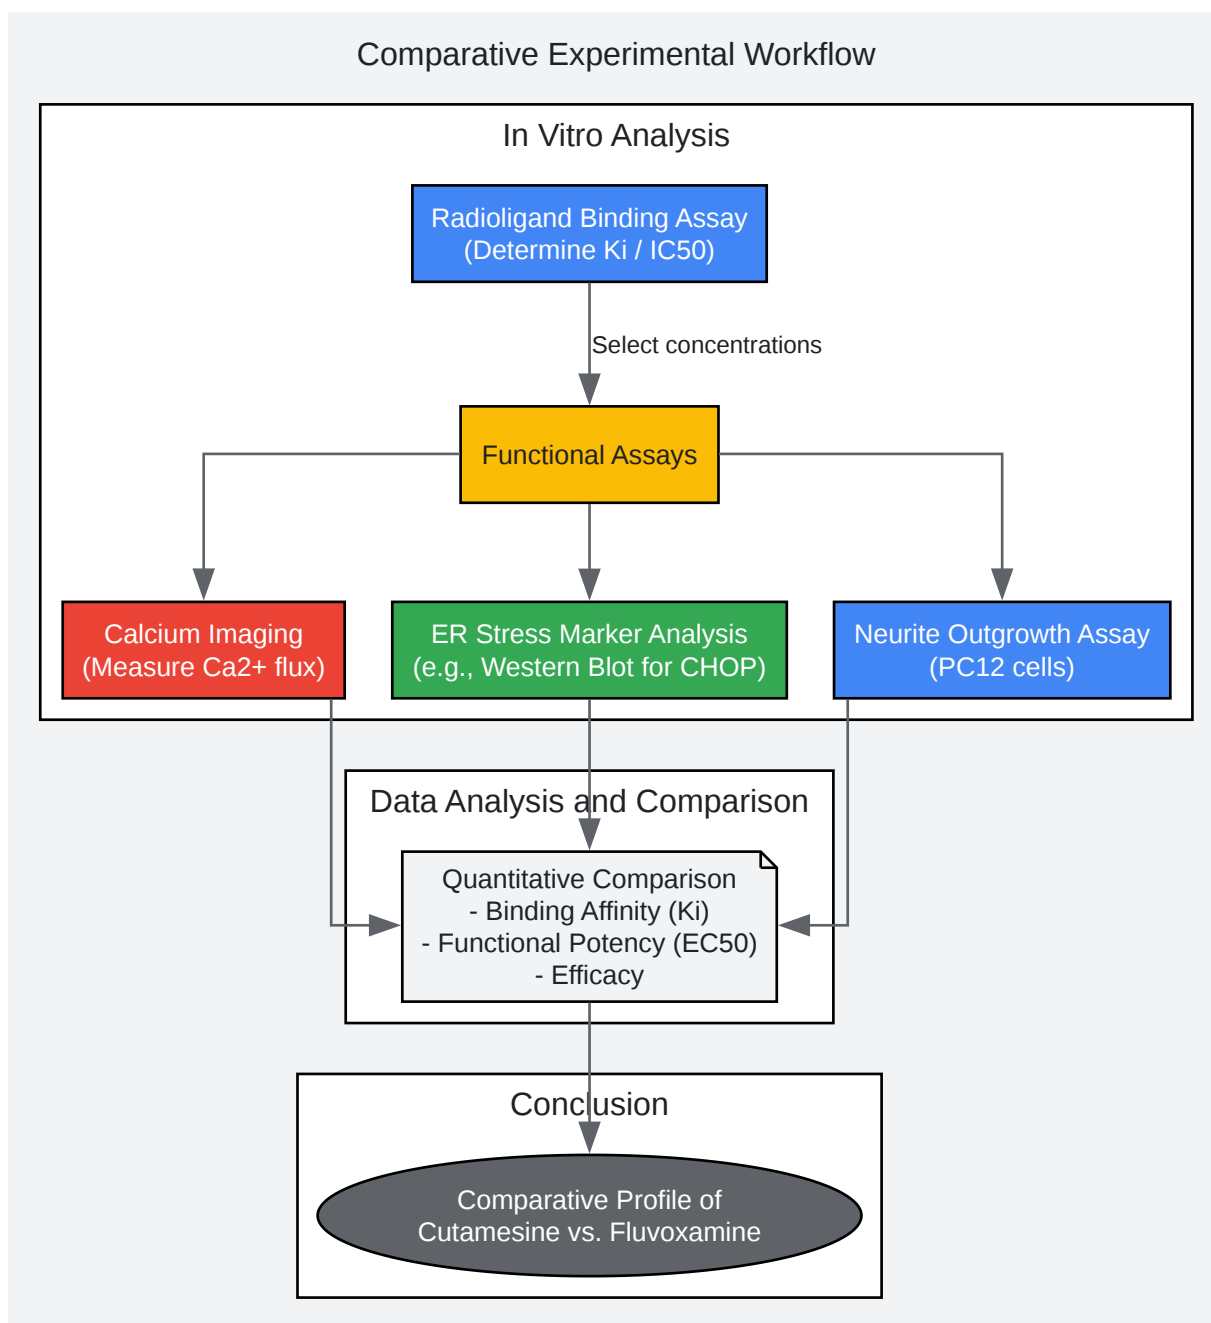 Comparative Experimental Workflow
In Vitro Analysis
Radioligand Binding Assay
(Determine Ki / IC50)
Select concentrations
Functional Assays
Calcium Imaging
(Measure Ca2+ flux)
ER Stress Marker Analysis
(e.g., Western Blot for CHOP)
Neurite Outgrowth Assay
(PC12 cells)
Data Analysis and Comparison
Quantitative Comparison
- Binding Affinity (Ki)
- Functional Potency (EC50)
- Efficacy
Conclusion
Comparative Profile of
Cutamesine vs. Fluvoxamine